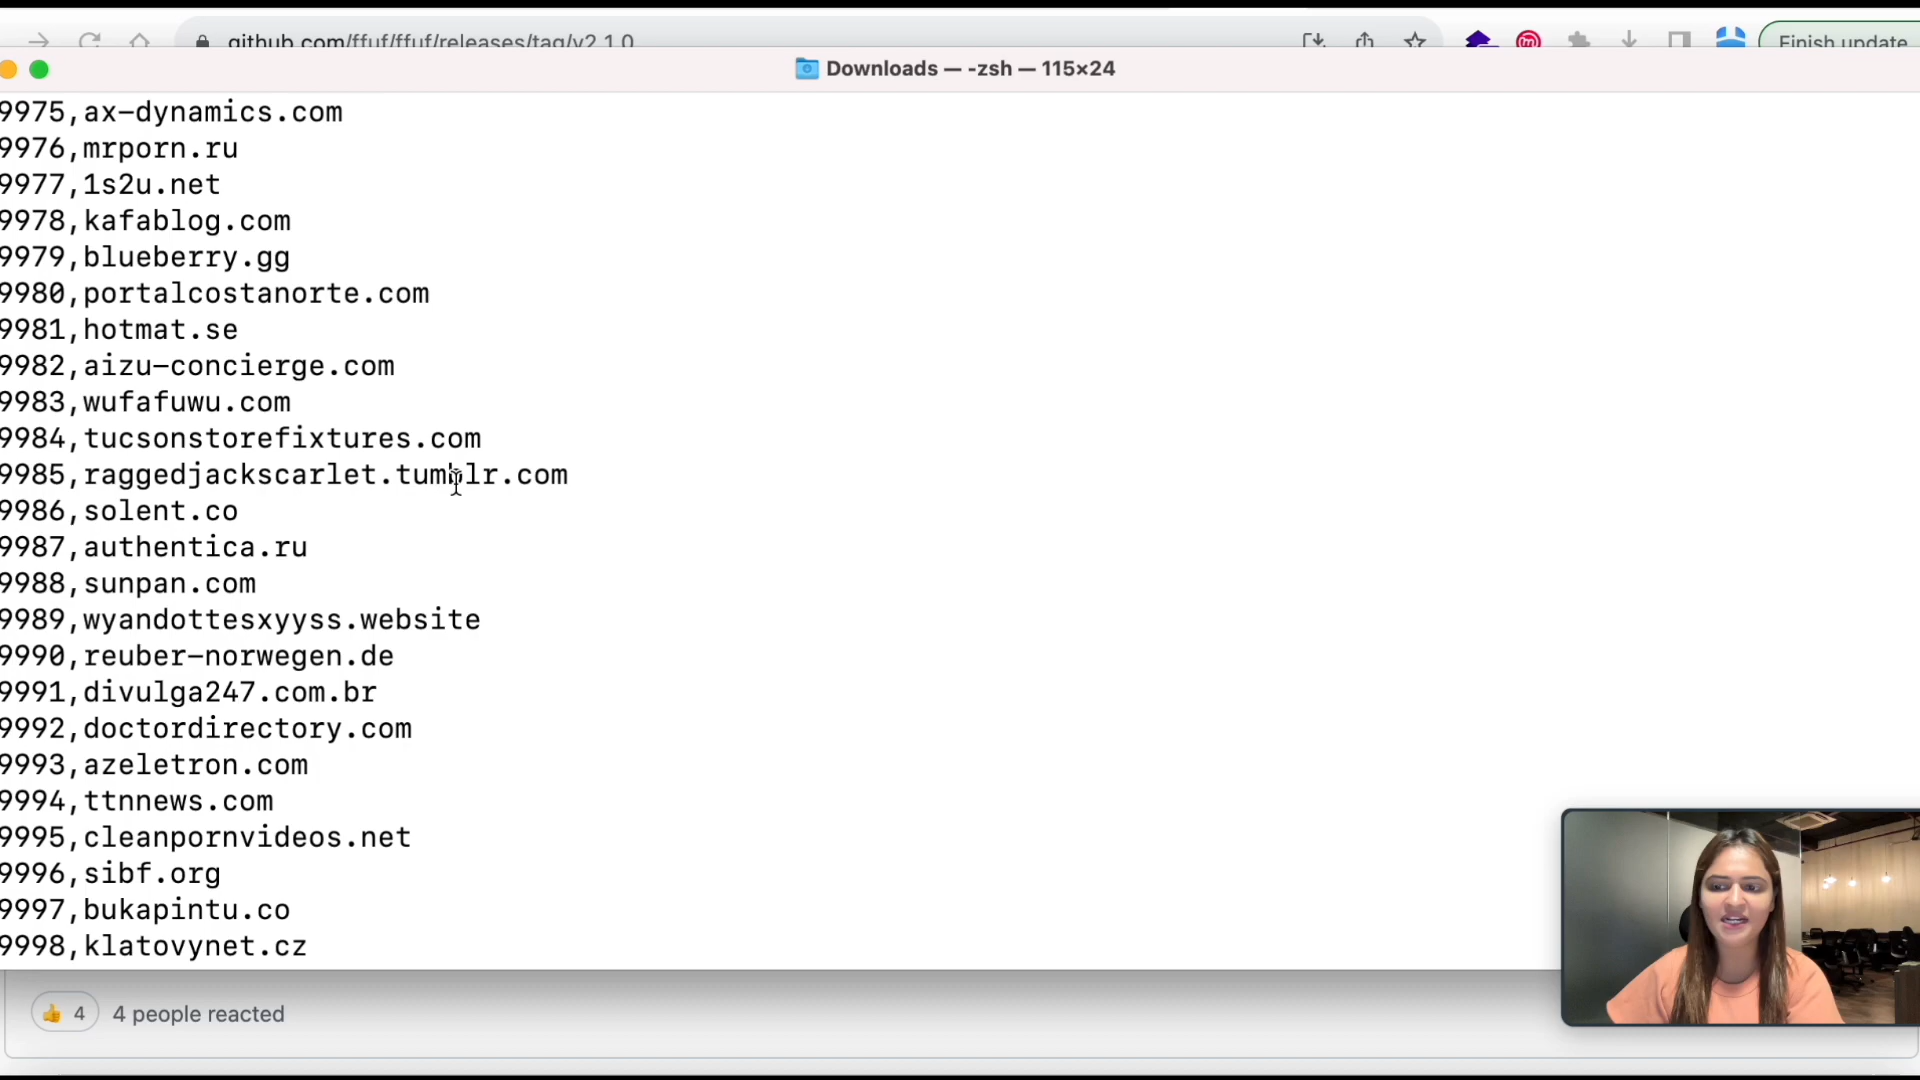 github.com/ffuf/ffuf/releases/tag/v2.1.0
Finish update
Downloads — -zsh — 115×24
9975,ax-dynamics.com
9976,mrporn.ru
9977,1s2u.net
9978,kafablog.com
9979,blueberry.gg
9980,portalcostanorte.com
9981,hotmat.se
9982,aizu-concierge.com
9983,wufafuwu.com
9984,tucsonstorefixtures.com
9985,raggedjackscarlet.tumblr.com
9986,solent.co
9987,authentica.ru
9988,sunpan.com
9989,wyandottesxyyss.website
9990,reuber-norwegen.de
9991,divulga247.com.br
9992,doctordirectory.com
9993,azeletron.com
9994,ttnnews.com
9995,cleanpornvideos.net
9996,sibf.org
9997,bukapintu.co
9998,klatovynet.cz
4
4 people reacted